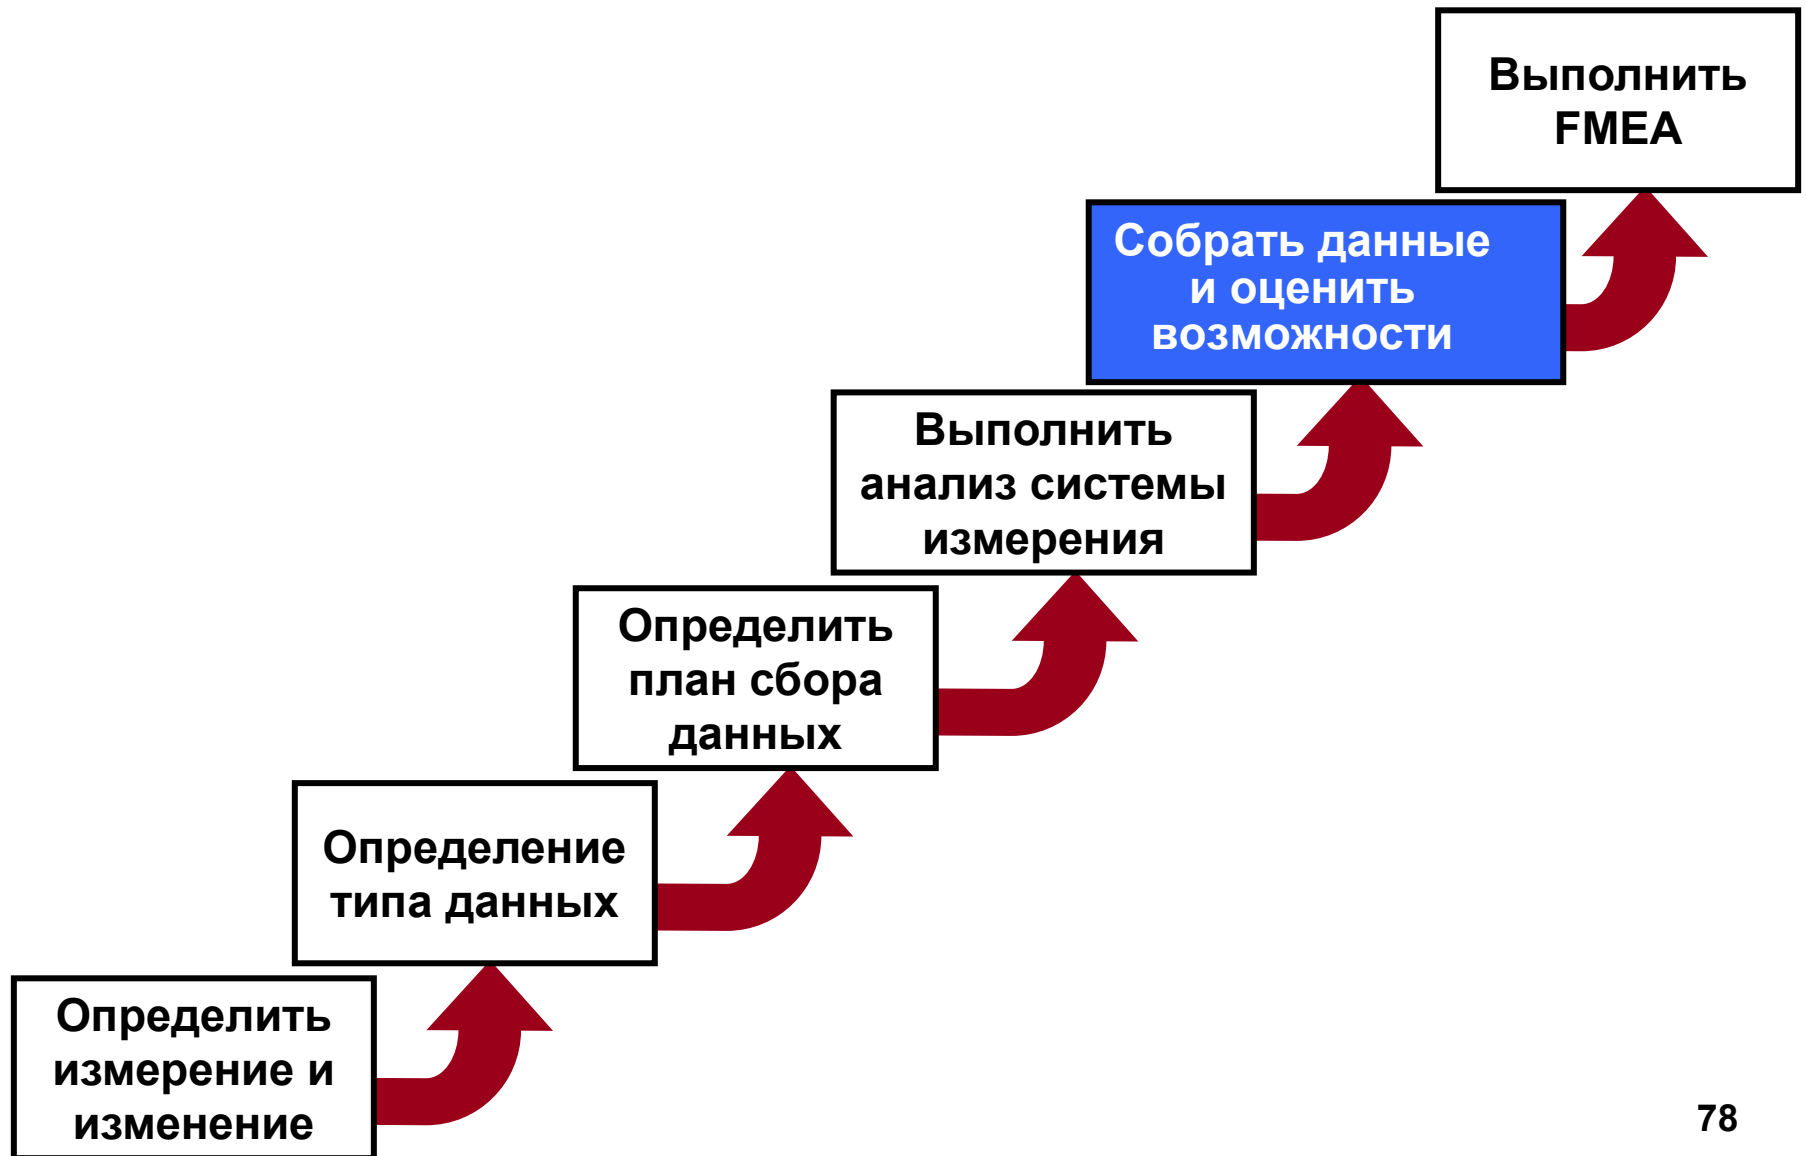 Выполнить
FMEA
Собрать данные
и оценить
возможности
Выполнить
анализ системы
измерения
Определить
план сбора
данных
Определение
типа данных
Определить
измерение и
изменение
78